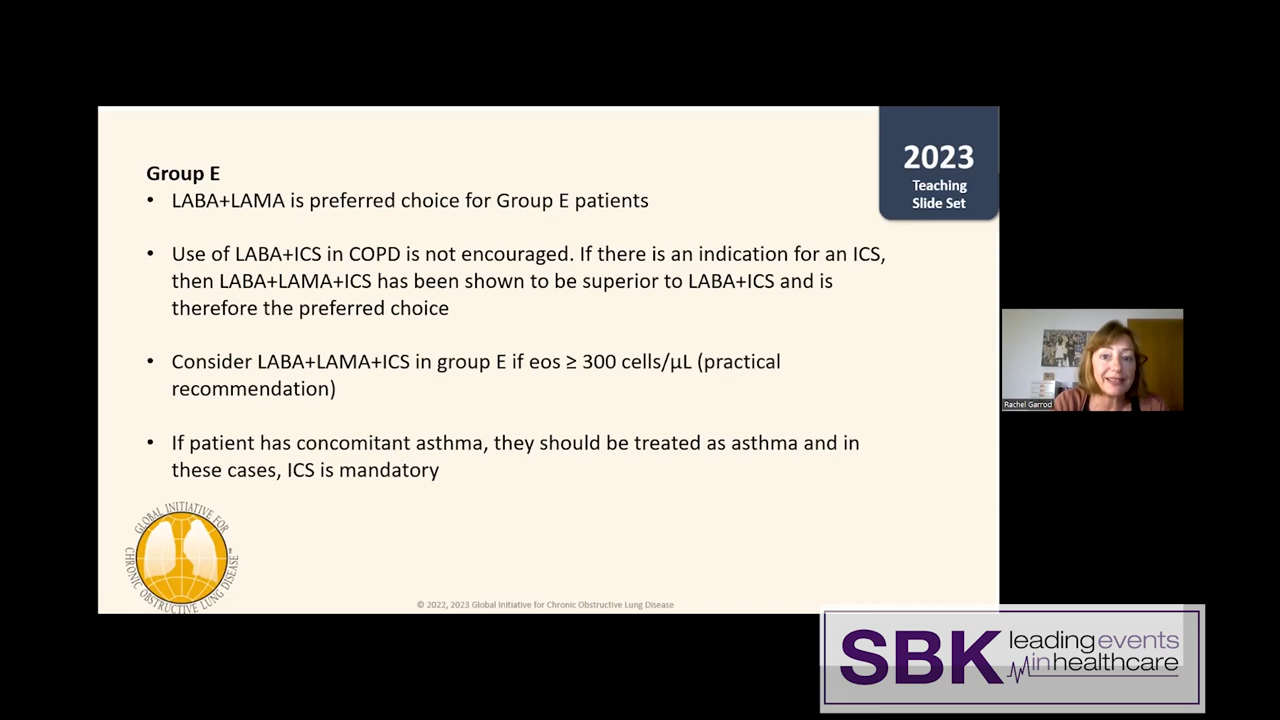 2023
Teaching
Slide Set
Group E
• LABA+LAMA is preferred choice for Group E patients
• Use of LABA+ICS in COPD is not encouraged. If there is an indication for an ICS,
then LABA+LAMA+ICS has been shown to be superior to LABA+ICS and is
therefore the preferred choice
• Consider LABA+LAMA+ICS in group E if eos ≥ 300 cells/μL (practical
recommendation)
• If patient has concomitant asthma, they should be treated as asthma and in
these cases, ICS is mandatory
GLOBAL INITIATIVE FOR
CHRONIC OBSTRUCTIVE LUNG DISEASE
© 2022, 2023 Global Initiative for Chronic Obstructive Lung Disease
Rachel Garrod
SBK leading events
in healthcare